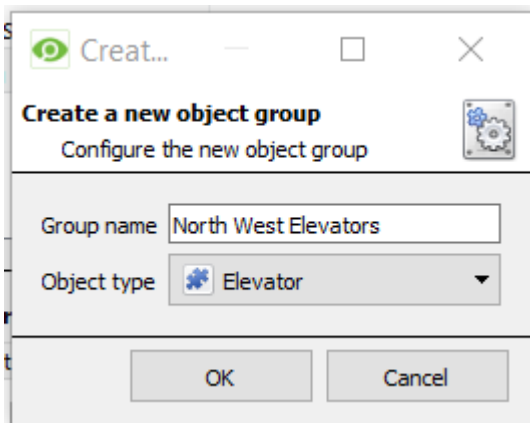 Creat...
Create a new object group
Configure the new object group
Group name North West Elevators
Object type Elevator
OK Cancel